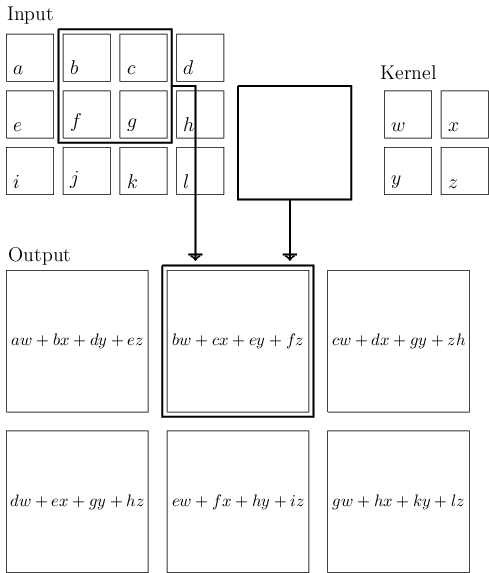 Input
a b c d
Kernel
e f g h
w x
i j k l
y z
Output
aw + bx + dy + ez
bw + cx + ey + fz
cw + dx + gy + zh
dw + ex + gy + hz
ew + fx + hy + iz
gw + hx + ky + lz